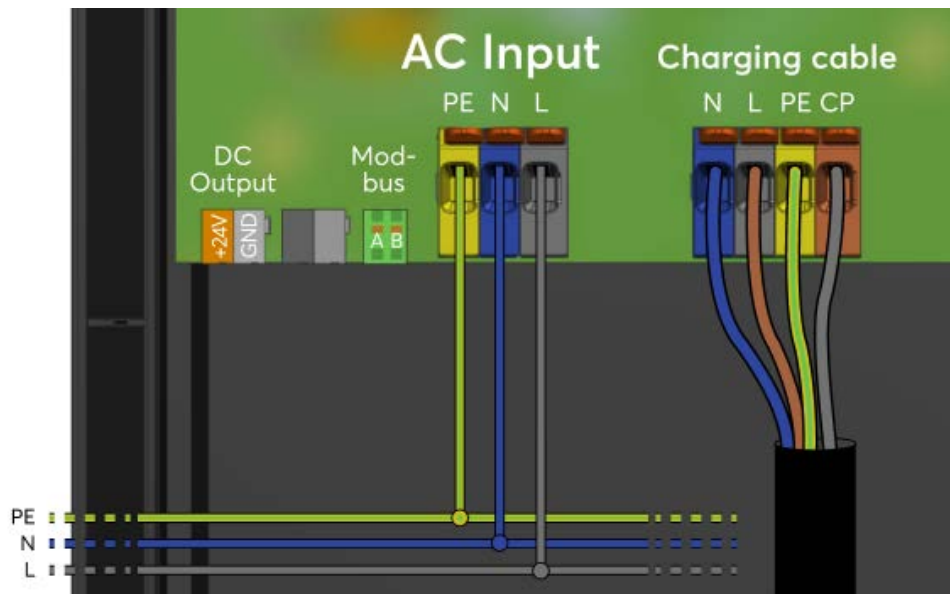 AC Input
PE N L
Charging cable
N L PE CP
DC
Output
+24V
GND
Mod-
bus
A B
PE
N
L